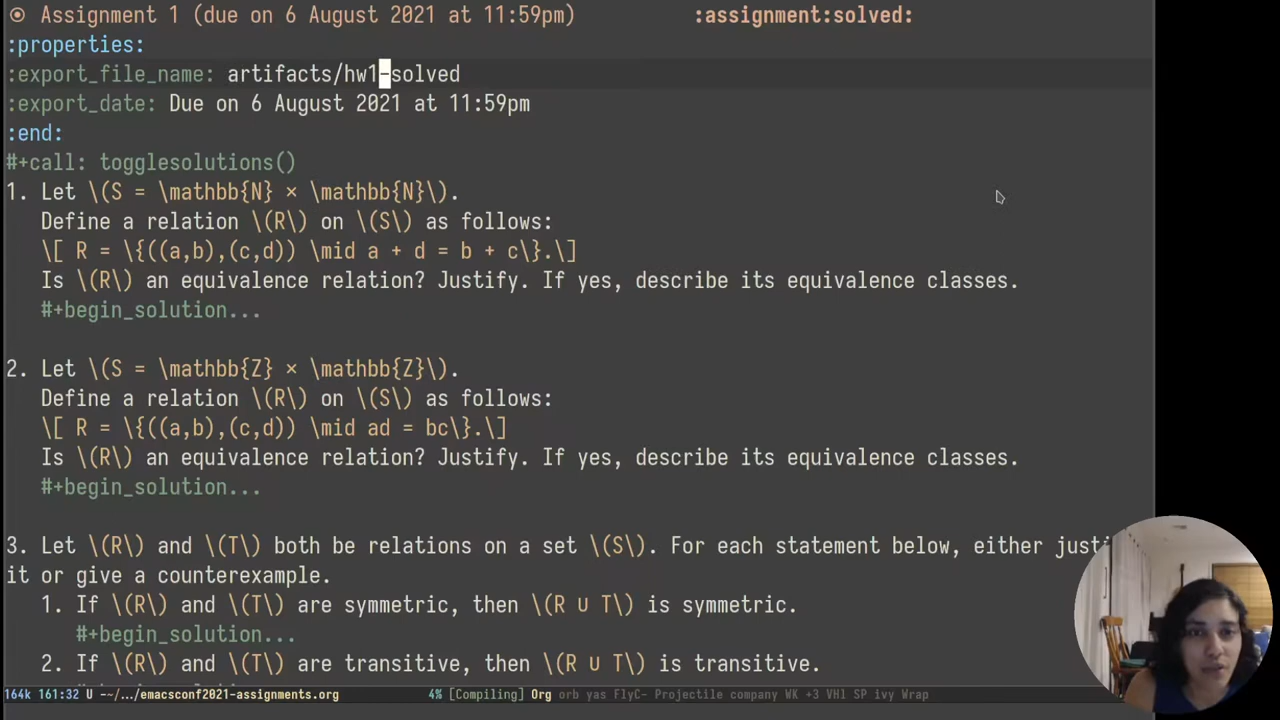 Assignment 1 (due on 6 August 2021 at 11:59pm) :assignment:solved:
:properties:
:export_file_name: artifacts/hw1-solved
:export_date: Due on 6 August 2021 at 11:59pm
:end:
#+call: togglesolutions()
1. Let \(S = \mathbb{N} × \mathbb{N}\).
Define a relation \(R\) on \(S\) as follows:
\[ R = \{((a,b),(c,d)) \mid a + d = b + c\}.\]
Is \(R\) an equivalence relation? Justify. If yes, describe its equivalence classes.
#+begin_solution...
2. Let \(S = \mathbb{Z} × \mathbb{Z}\).
Define a relation \(R\) on \(S\) as follows:
\[ R = \{((a,b),(c,d)) \mid ad = bc\}.\]
Is \(R\) an equivalence relation? Justify. If yes, describe its equivalence classes.
#+begin_solution...
3. Let \(R\) and \(T\) both be relations on a set \(S\). For each statement below, either
it or give a counterexample.
1. If \(R\) and \(T\) are symmetric, then \(R ∪ T\) is symmetric.
#+begin_solution...
2. If \(R\) and \(T\) are transitive, then \(R ∪ T\) is transitive.
164k 161:32 U ~~/.../emacsconf2021-assignments.org 4% [Compiling] Org orb yas FlyC- Projectile company WK +3 VHl SP ivy Wrap